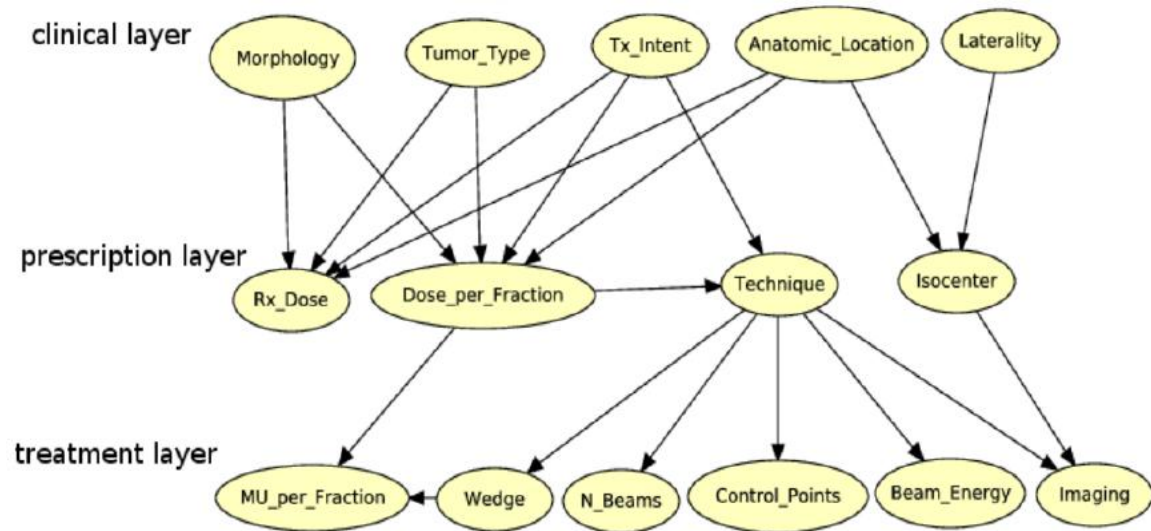 clinical layer
Morphology
Tumor_Type
Tx_Intent
Anatomic_Location
Laterality
prescription layer
Rx_Dose
Dose_per_Fraction
Technique
Isocenter
treatment layer
MU_per_Fraction
Wedge
N_Beams
Control_Points
Beam_Energy
Imaging